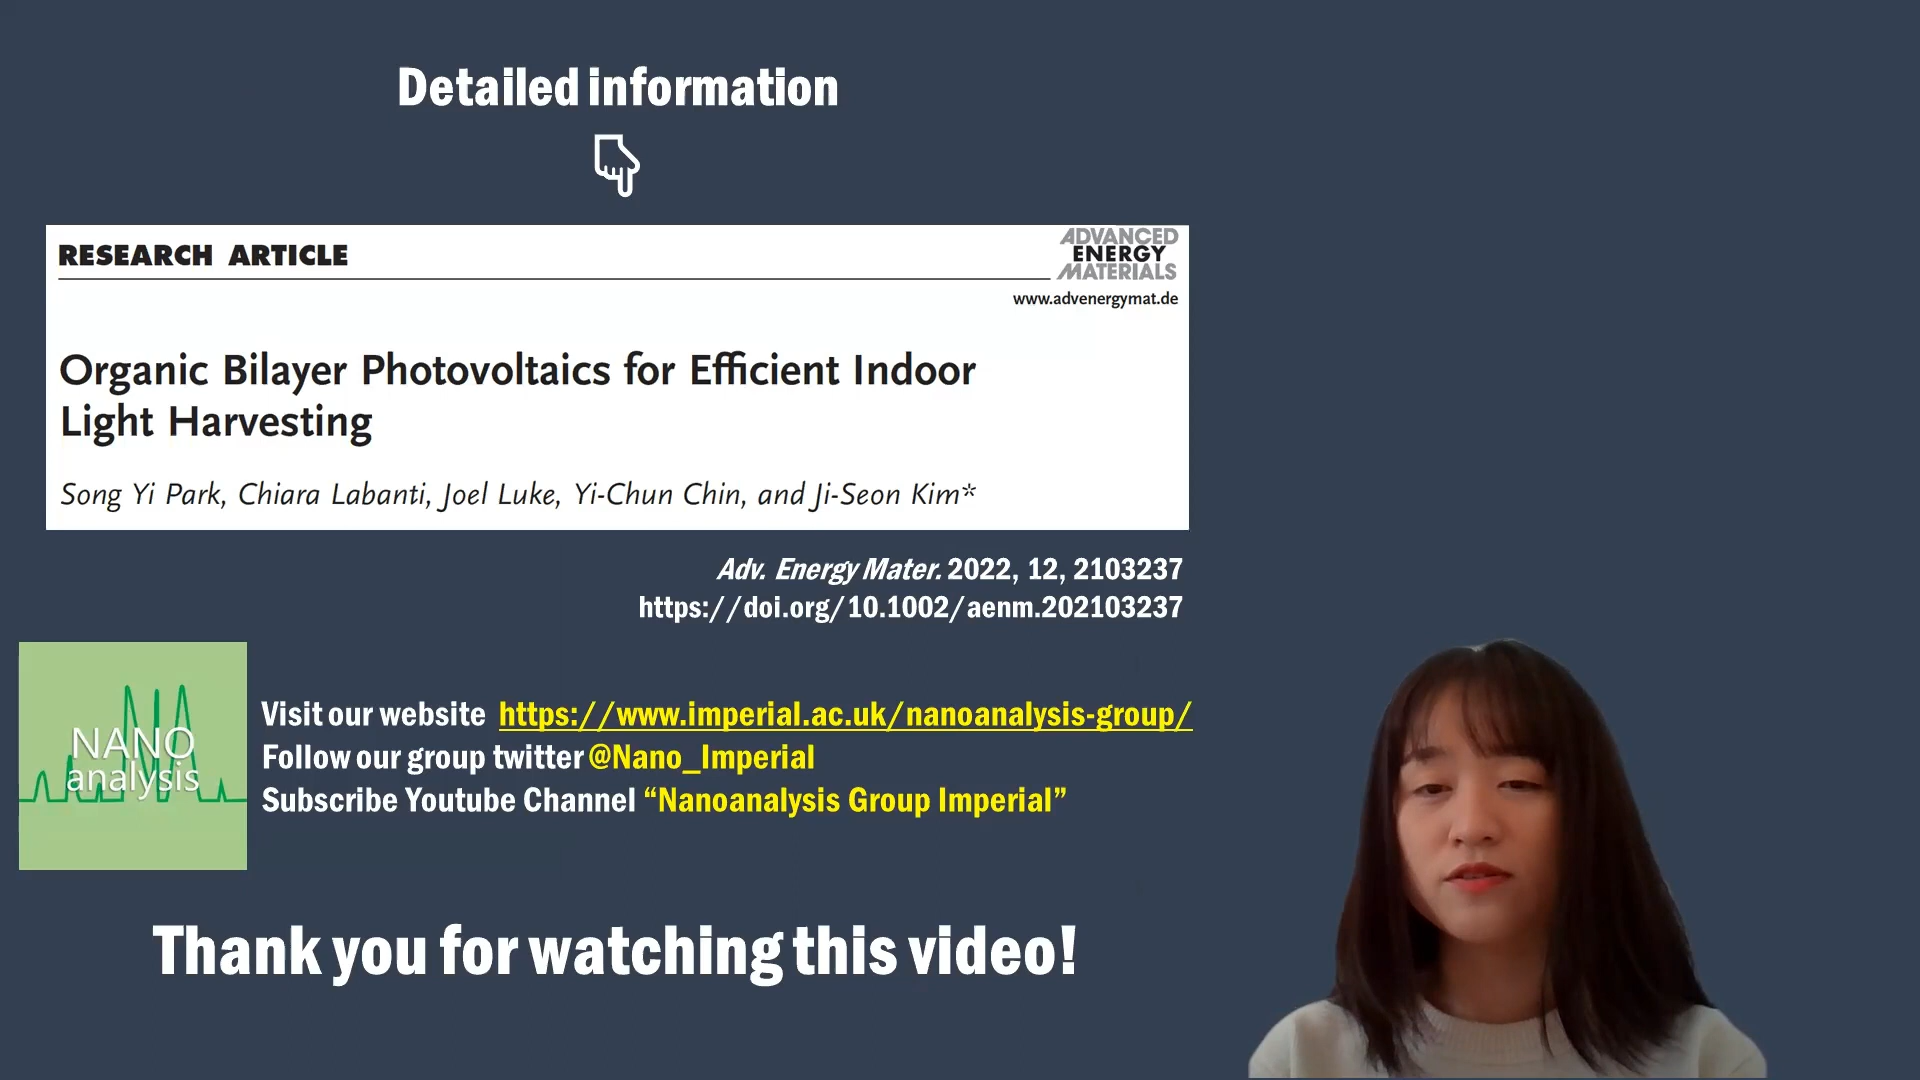 Detailed information
RESEARCH ARTICLE
ADVANCED
ENERGY
MATERIALS
www.advenergymat.de
Organic Bilayer Photovoltaics for Efficient Indoor
Light Harvesting
Song Yi Park, Chiara Labanti, Joel Luke, Yi-Chun Chin, and Ji-Seon Kim*
Adv. Energy Mater. 2022, 12, 2103237
https://doi.org/10.1002/aenm.202103237
NANO
analysis
Visit our website https://www.imperial.ac.uk/nanoanalysis-group/
Follow our group twitter @Nano_Imperial
Subscribe Youtube Channel “Nanoanalysis Group Imperial”
Thank you for watching this video!